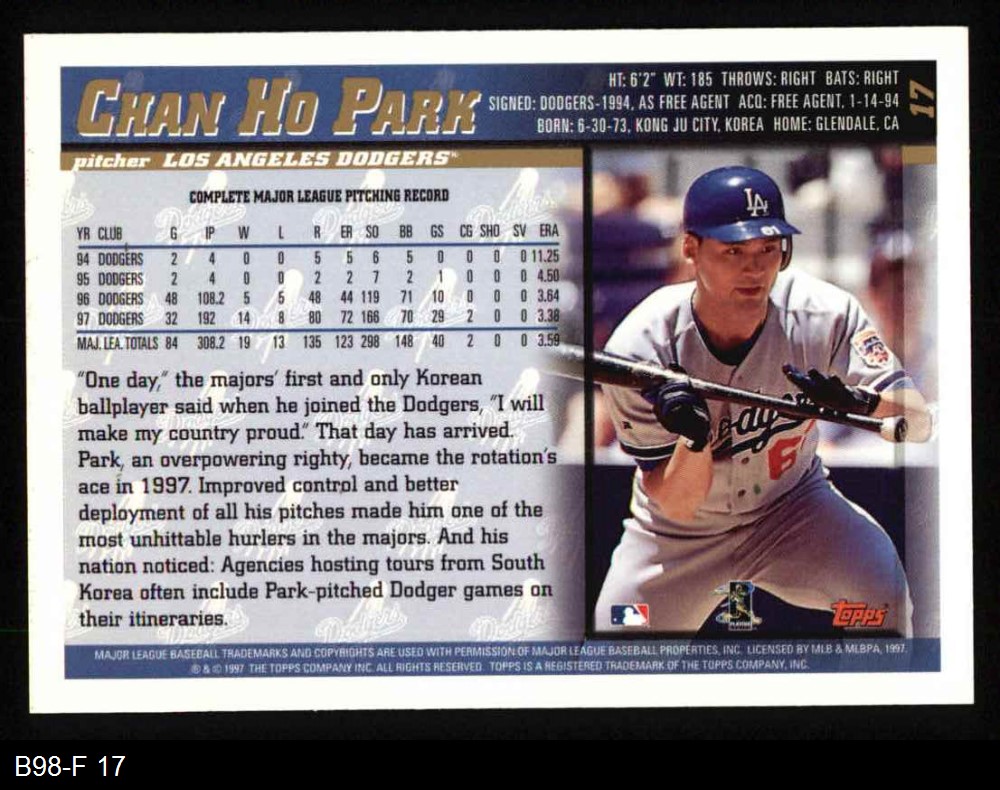 CHAN HO PARK
HT: 6'2" WT: 185 THROWS: RIGHT BATS: RIGHT
SIGNED: DODGERS-1994, AS FREE AGENT ACQ: FREE AGENT, 1-14-94
BORN: 6-30-73, KONG JU CITY, KOREA HOME: GLENDALE, CA
17
pitcher LOS ANGELES DODGERS
COMPLETE MAJOR LEAGUE PITCHING RECORD
YR CLUB G IP W L R ER SO BB GS CG SHO SV ERA
94 DODGERS 2 4 0 0 5 5 6 5 0 0 0 0 11.25
95 DODGERS 2 4 0 0 2 2 7 2 1 0 0 0 4.50
96 DODGERS 48 108.2 5 5 48 44 119 71 10 0 0 0 3.64
97 DODGERS 32 192 14 8 80 72 166 70 29 2 0 0 3.38
MAJ. LEA. TOTALS 84 308.2 19 13 135 123 298 148 40 2 0 0 3.59
"One day," the majors' first and only Korean
ballplayer said when he joined the Dodgers, "I will
make my country proud." That day has arrived.
Park, an overpowering righty, became the rotation's
ace in 1997. Improved control and better
deployment of all his pitches made him one of the
most unhittable hurlers in the majors. And his
nation noticed: Agencies hosting tours from South
Korea often include Park-pitched Dodger games on
their itineraries.
LA
61
Dodgers
6
topps
MAJOR LEAGUE BASEBALL TRADEMARKS AND COPYRIGHTS ARE USED WITH PERMISSION OF MAJOR LEAGUE BASEBALL PROPERTIES, INC. LICENSED BY MLB & MLBPA, 1997.
® & © 1997 THE TOPPS COMPANY INC. ALL RIGHTS RESERVED. TOPPS IS A REGISTERED TRADEMARK OF THE TOPPS COMPANY, INC.
B98-F 17